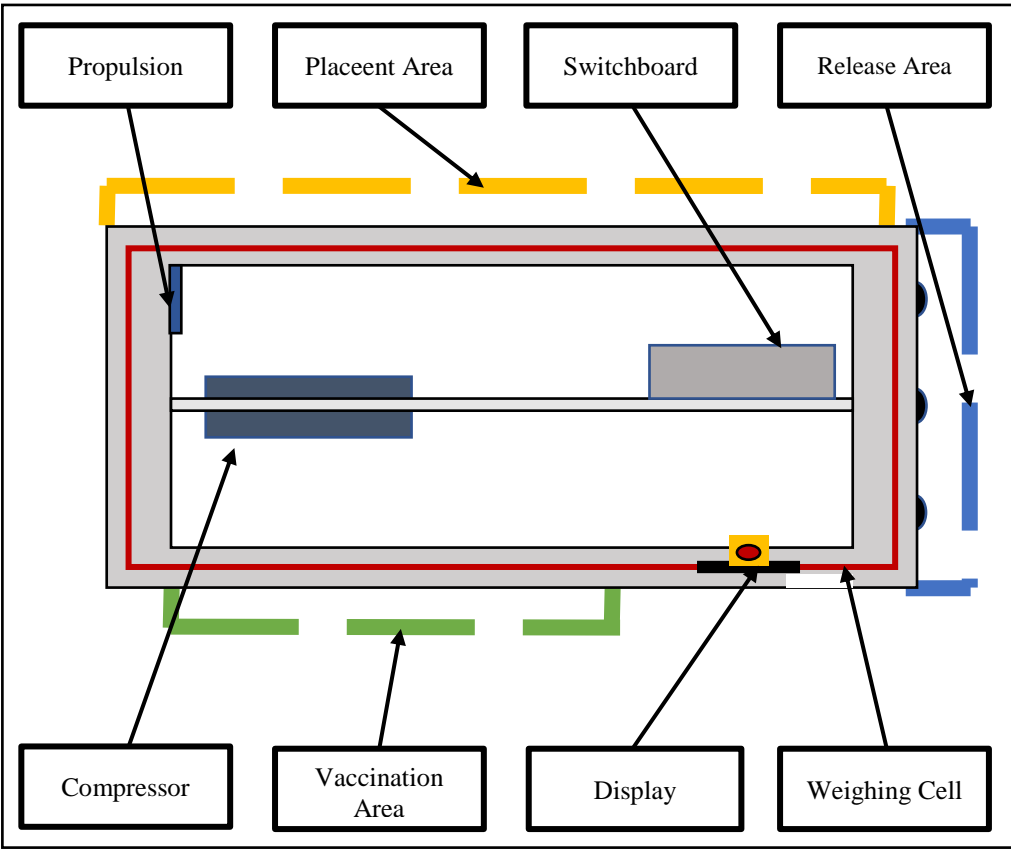 Propulsion
Placeent Area
Switchboard
Release Area
Compressor
Vaccination
Area
Display
Weighing Cell